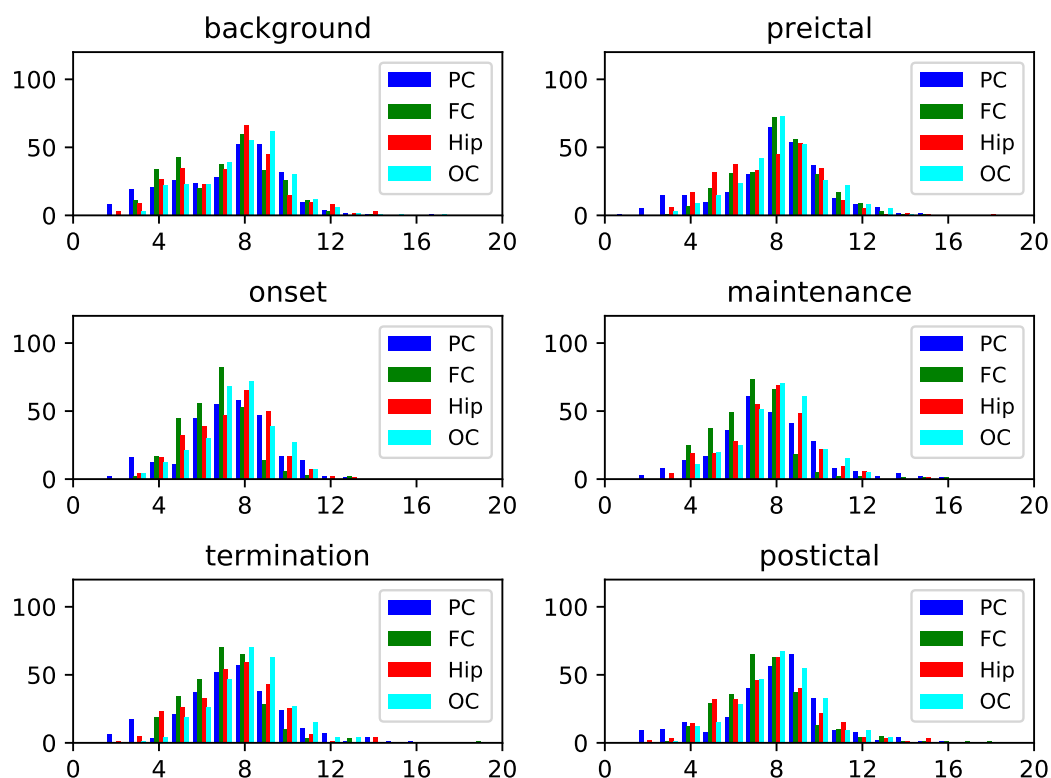 background
100
50
0
0 4 8 12 16 20
PC
FC
Hip
OC
preictal
100
50
0
0 4 8 12 16 20
PC
FC
Hip
OC
onset
100
50
0
0 4 8 12 16 20
PC
FC
Hip
OC
maintenance
100
50
0
0 4 8 12 16 20
PC
FC
Hip
OC
termination
100
50
0
0 4 8 12 16 20
PC
FC
Hip
OC
postictal
100
50
0
0 4 8 12 16 20
PC
FC
Hip
OC